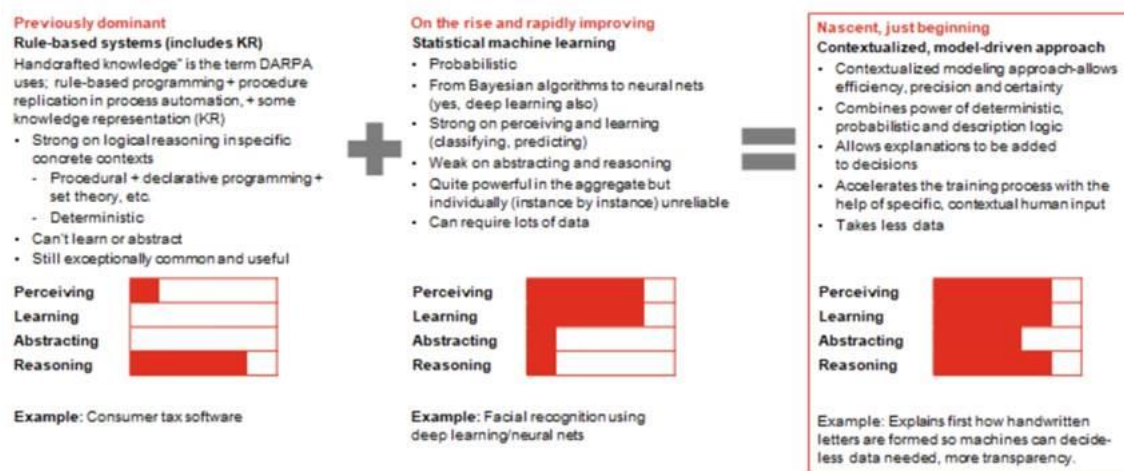 Previously dominant
Rule-based systems (includes KR)
Handcrafted knowledge" is the term DARPA
uses; rule-based programming + procedure
replication in process automation, + some
knowledge representation (KR)
• Strong on logical reasoning in specific
concrete contexts
- Procedural + declarative programming +
set theory, etc.
- Deterministic
• Can't learn or abstract
• Still exceptionally common and useful
Perceiving
Learning
Abstracting
Reasoning
Example: Consumer tax software
On the rise and rapidly improving
Statistical machine learning
• Probabilistic
• From Bayesian algorithms to neural nets
(yes, deep learning also)
• Strong on perceiving and learning
(classifying, predicting)
• Weak on abstracting and reasoning
• Quite powerful in the aggregate but
individually (instance by instance) unreliable
• Can require lots of data
Perceiving
Learning
Abstracting
Reasoning
Example: Facial recognition using
deep learning/neural nets
Nascent, just beginning
Contextualized, model-driven approach
• Contextualized modeling approach-allows
efficiency, precision and certainty
• Combines power of deterministic,
probabilistic and description logic
• Allows explanations to be added
to decisions
• Accelerates the training process with the
help of specific, contextual human input
• Takes less data
Perceiving
Learning
Abstracting
Reasoning
Example: Explains first how handwritten
letters are formed so machines can decide-
less data needed, more transparency.